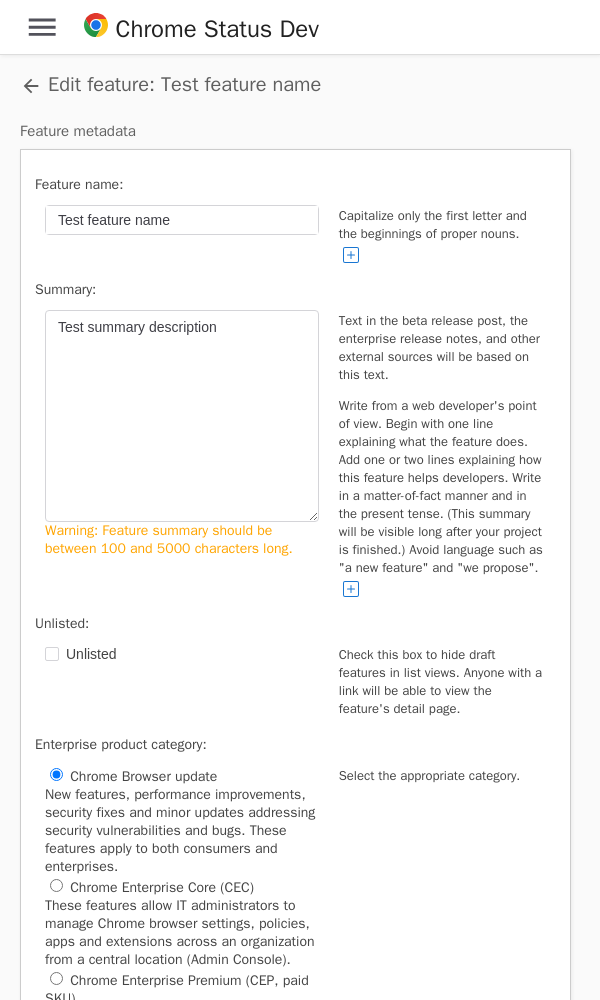 Chrome Status Dev
Edit feature: Test feature name
Feature metadata
Feature name:
Test feature name
Capitalize only the first letter and
the beginnings of proper nouns.
Summary:
Test summary description
Warning: Feature summary should be
between 100 and 5000 characters long.
Text in the beta release post, the
enterprise release notes, and other
external sources will be based on
this text.
Write from a web developer's point
of view. Begin with one line
explaining what the feature does.
Add one or two lines explaining how
this feature helps developers. Write
in a matter-of-fact manner and in
the present tense. (This summary
will be visible long after your project
is finished.) Avoid language such as
"a new feature" and "we propose".
Unlisted:
Unlisted
Check this box to hide draft
features in list views. Anyone with a
link will be able to view the
feature's detail page.
Enterprise product category:
Chrome Browser update
New features, performance improvements,
security fixes and minor updates addressing
security vulnerabilities and bugs. These
features apply to both consumers and
enterprises.
Select the appropriate category.
Chrome Enterprise Core (CEC)
These features allow IT administrators to
manage Chrome browser settings, policies,
apps and extensions across an organization
from a central location (Admin Console).
Chrome Enterprise Premium (CEP, paid
SKU)